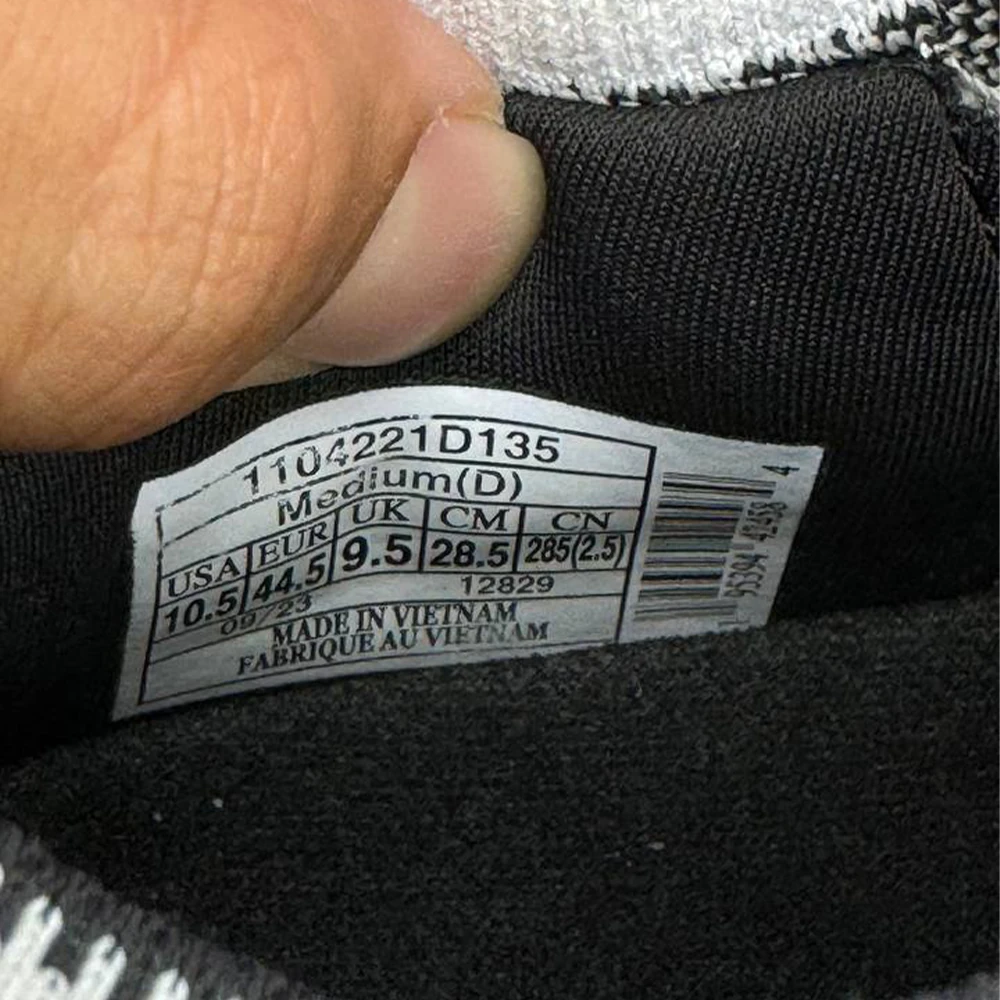 1104221D135
Medium(D)
USA EUR UK CM CN
10.5 44.5 9.5 28.5 285(2.5)
09/23 12829
MADE IN VIETNAM
FABRIQUE AU VIETNAM
4